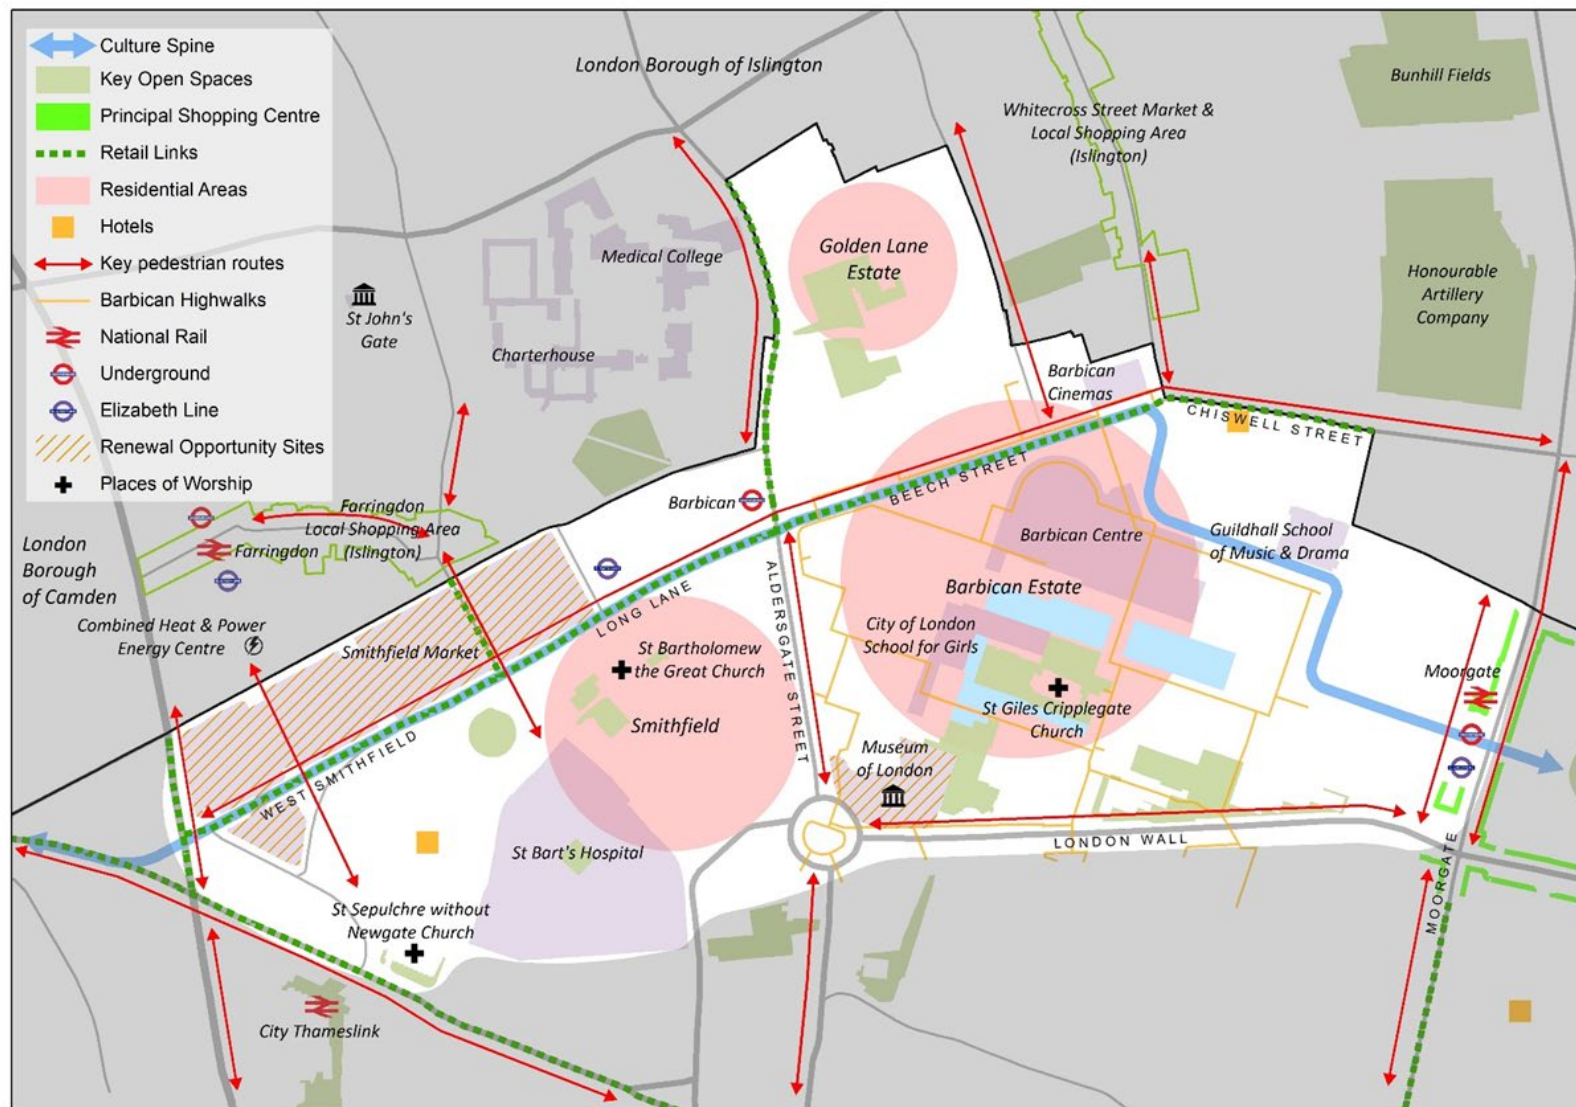 Culture Spine
Key Open Spaces
Principal Shopping Centre
Retail Links
Residential Areas
Hotels
Key pedestrian routes
Barbican Highwalks
National Rail
Underground
Elizabeth Line
Renewal Opportunity Sites
Places of Worship
London Borough of Islington
Whitecross Street Market &
Local Shopping Area
(Islington)
Bunhill Fields
Golden Lane
Estate
Medical College
Honourable
Artillery
Company
St John's
Gate
Charterhouse
Barbican
Cinemas
CHISWELL STREET
BEECH STREET
Barbican
Farringdon
Local Shopping Area
(Islington)
Farringdon
London
Borough
of Camden
Barbican Centre
Guildhall School
of Music & Drama
Barbican Estate
ALDERSGATE STREET
LONG LANE
City of London
School for Girls
Combined Heat & Power
Energy Centre
Smithfield Market
St Bartholomew
the Great Church
Moorgate
St Giles Cripplegate
Church
Smithfield
WEST SMITHFIELD
Museum
of London
St Bart's Hospital
LONDON WALL
MOORGATE
St Sepulchre without
Newgate Church
City Thameslink